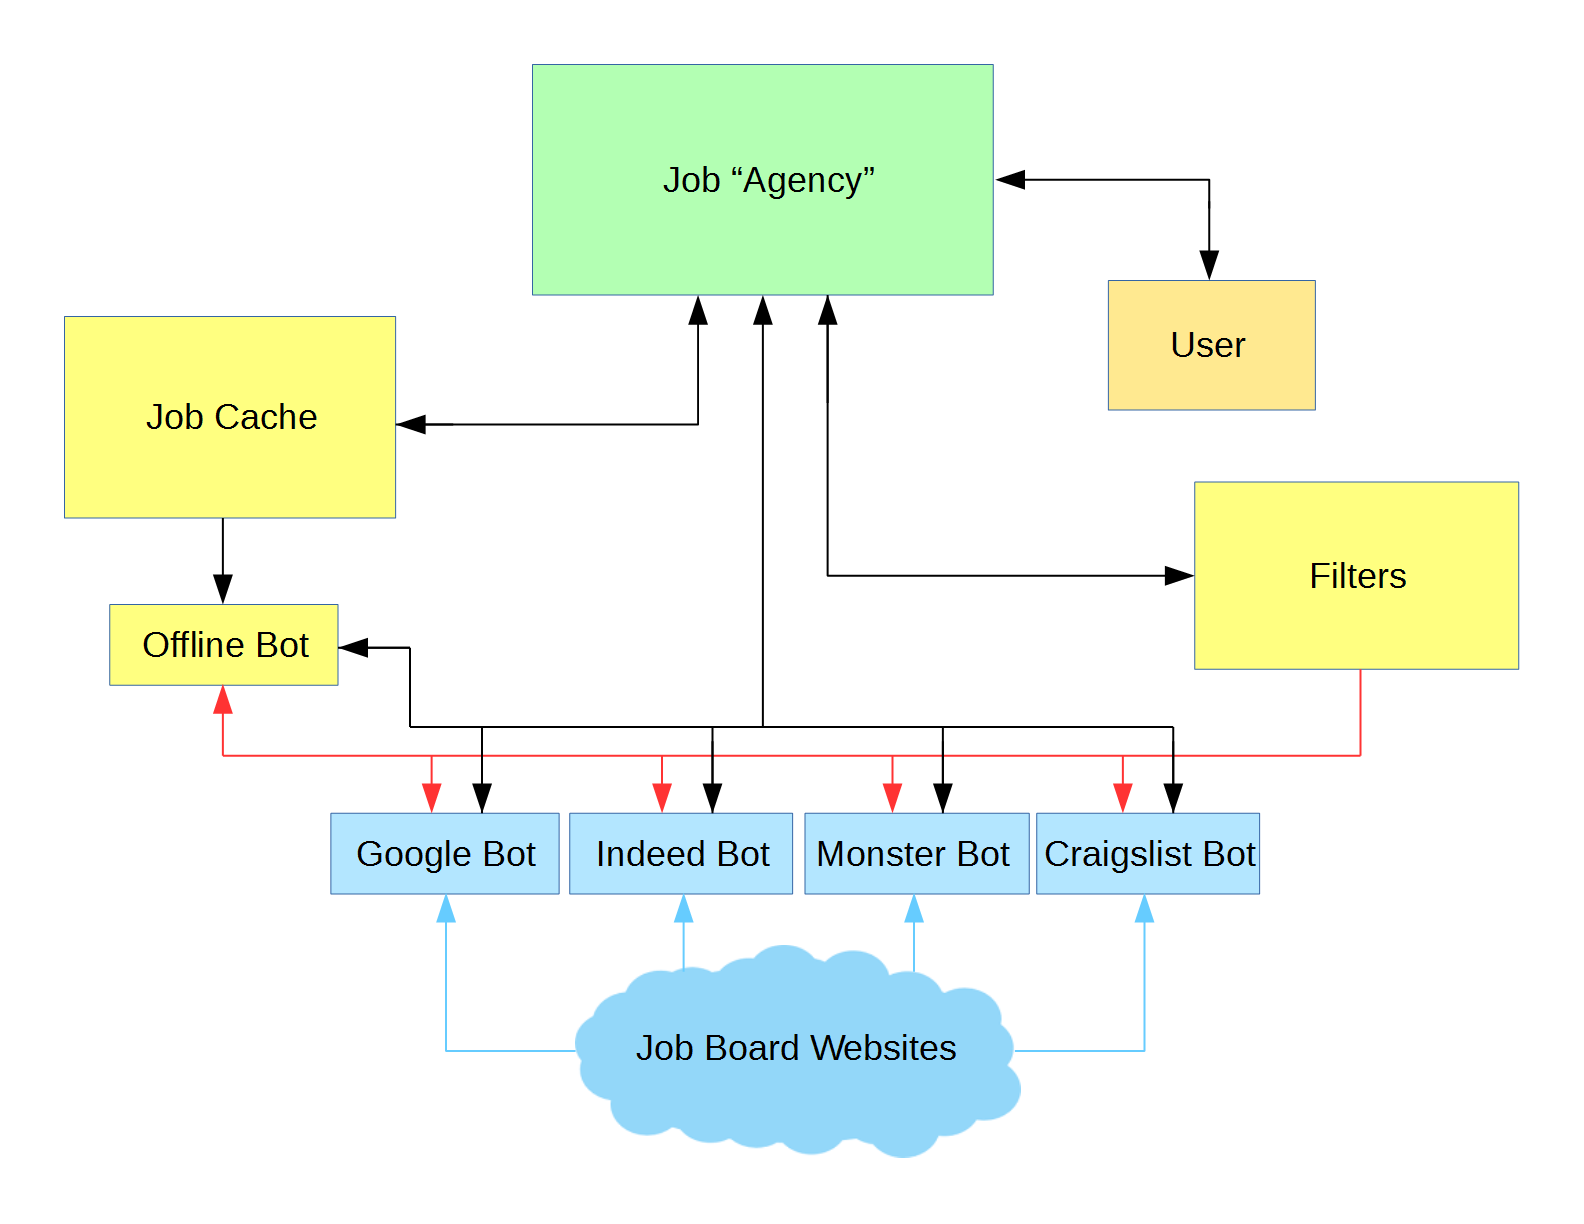 Job “Agency”
User
Job Cache
Filters
Offline Bot
Google Bot
Indeed Bot
Monster Bot
Craigslist Bot
Job Board Websites